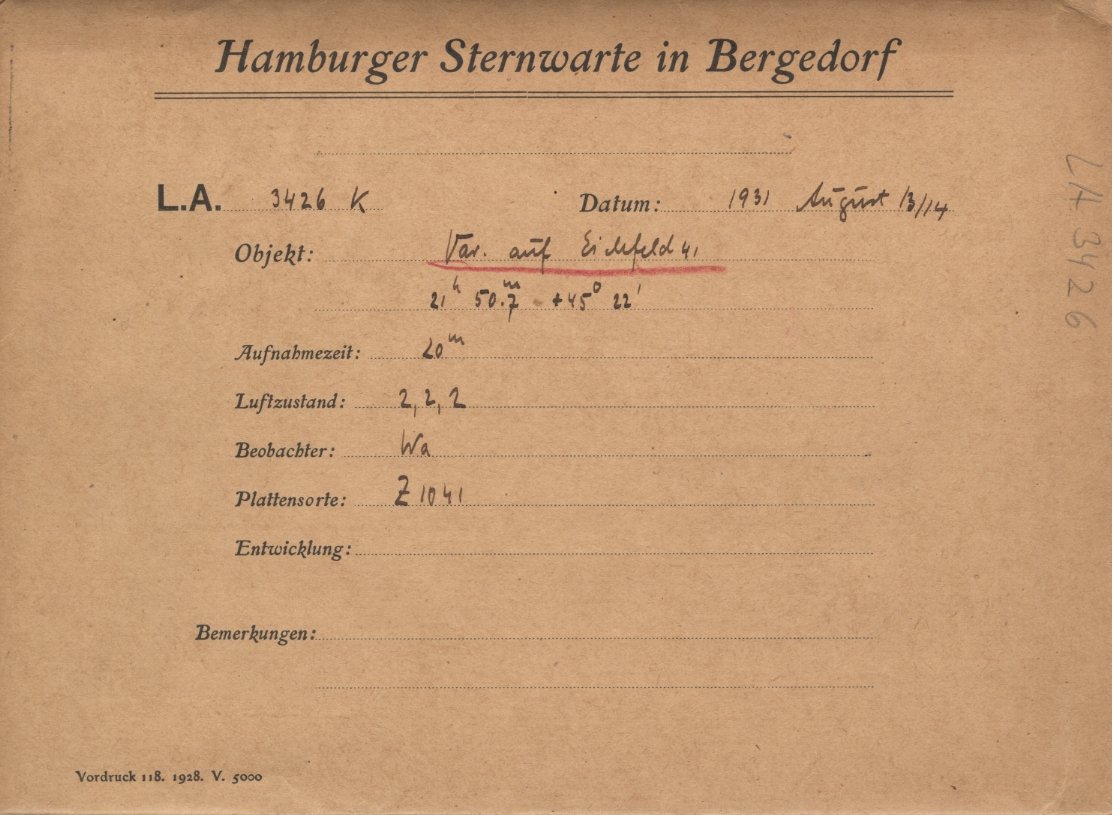 Hamburger Sternwarte in Bergedorf
L.A. 3426 K Datum: 1931 August 13/14
Objekt: Var. auf Eichfeld 41
21ʰ 50.7ᵐ +45° 22'
Aufnahmezeit: 20ᵐ
Luftzustand: 2, 2, 2
Beobachter: Wa
Plattensorte: Z 1041
Entwicklung:
Bemerkungen:
Vordruck 118. 1928. V. 5000
LA 3426